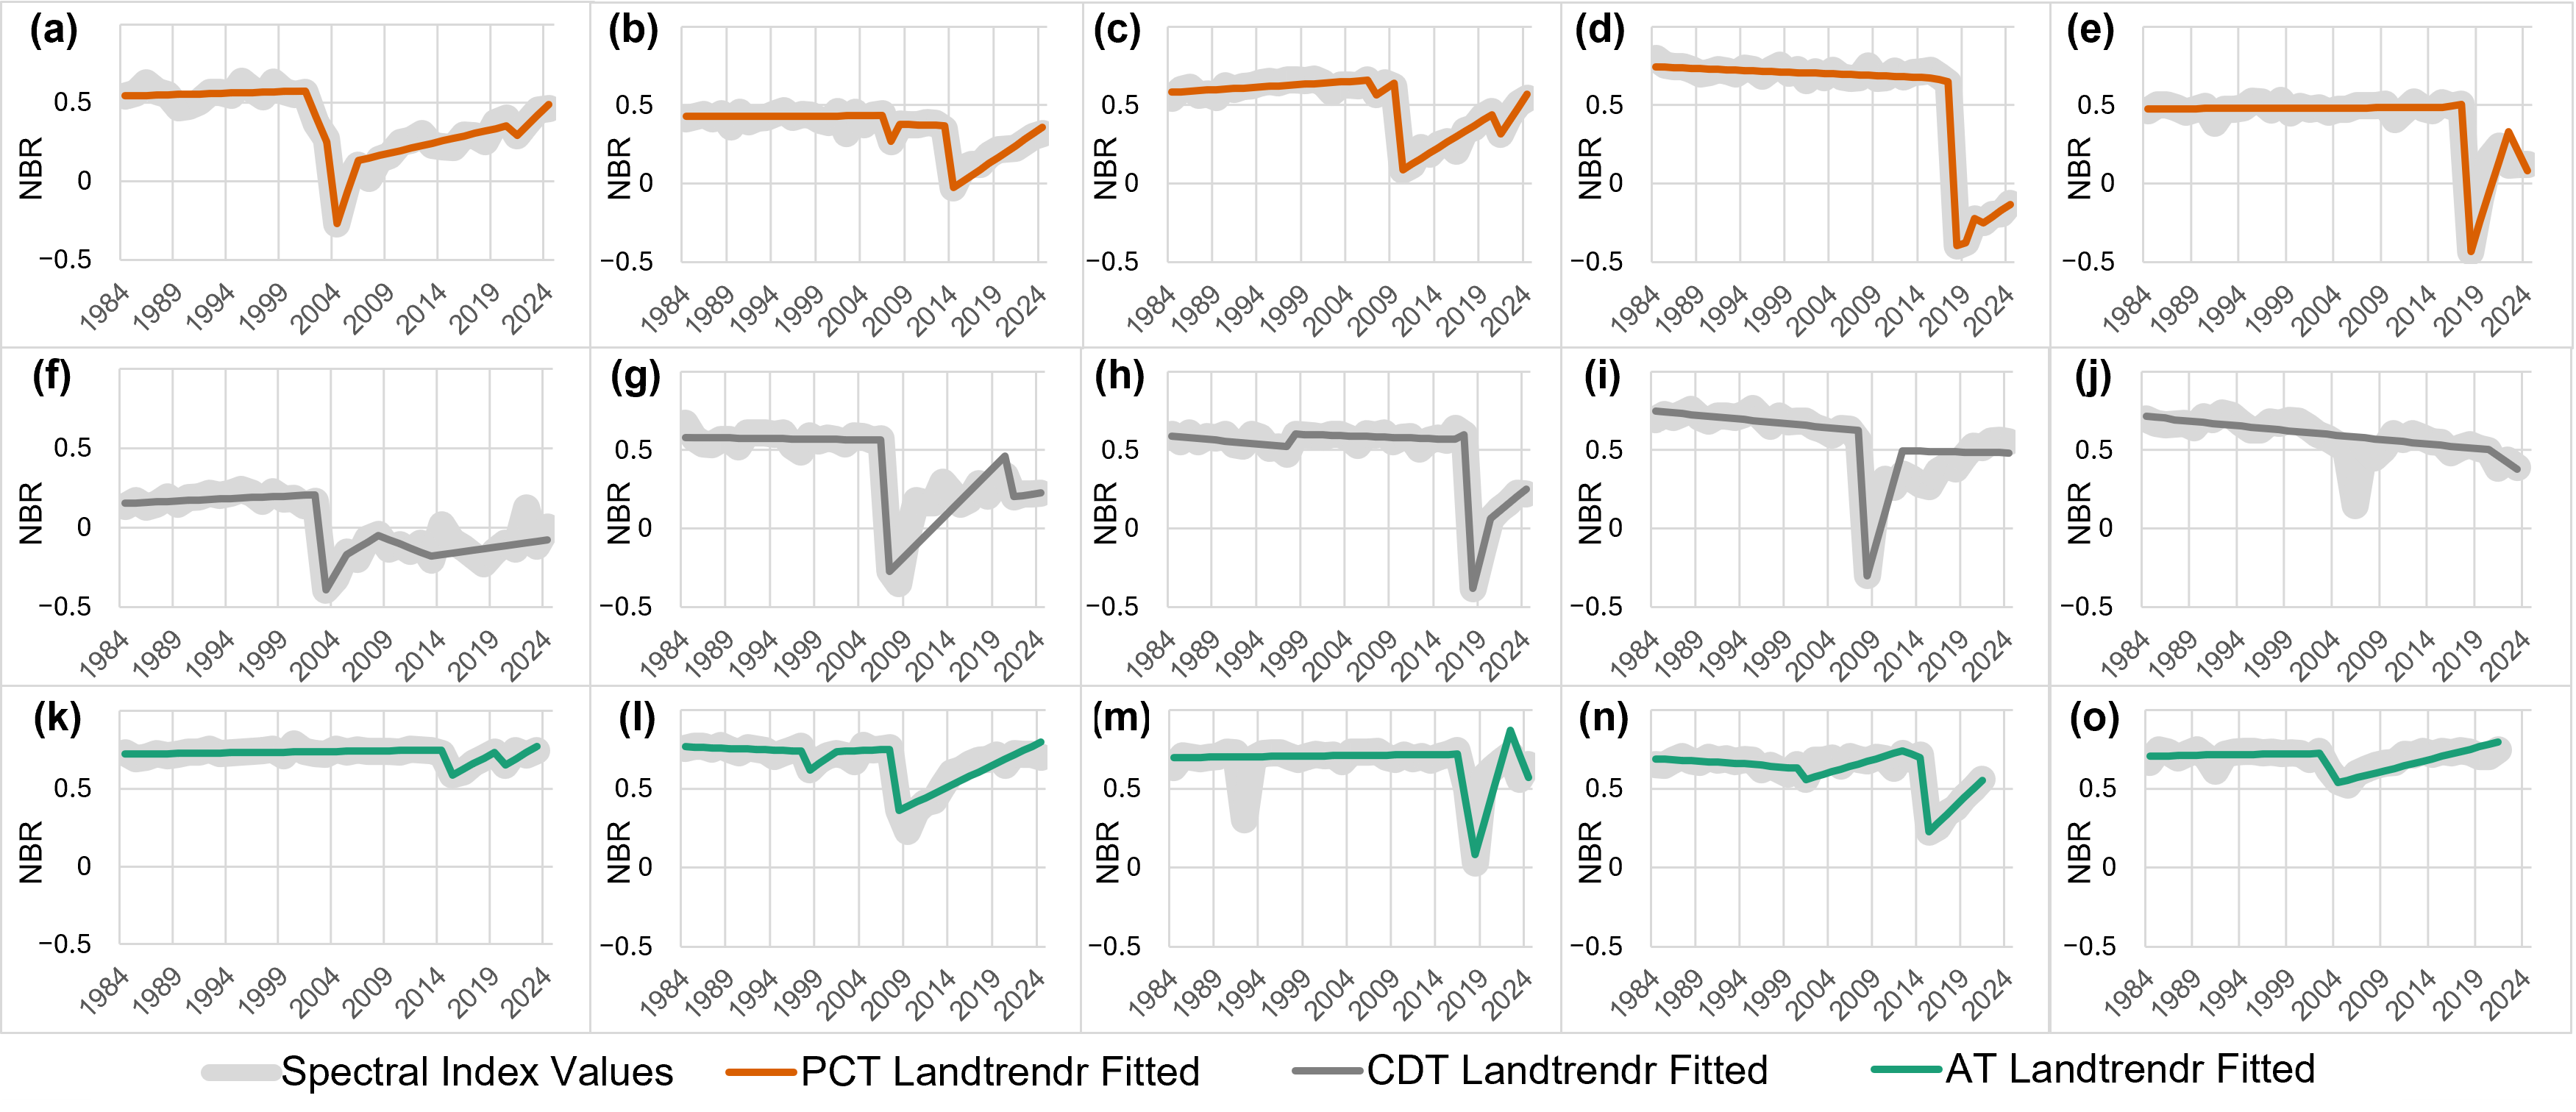 (a)
NBR
0.5
0
−0.5
1984 1989 1994 1999 2004 2009 2014 2019 2024
(b)
NBR
0.5
0
−0.5
1984 1989 1994 1999 2004 2009 2014 2019 2024
(c)
NBR
0.5
0
−0.5
1984 1989 1994 1999 2004 2009 2014 2019 2024
(d)
NBR
0.5
0
−0.5
1984 1989 1994 1999 2004 2009 2014 2019 2024
(e)
NBR
0.5
0
−0.5
1984 1989 1994 1999 2004 2009 2014 2019 2024
(f)
NBR
0.5
0
−0.5
1984 1989 1994 1999 2004 2009 2014 2019 2024
(g)
NBR
0.5
0
−0.5
1984 1989 1994 1999 2004 2009 2014 2019 2024
(h)
NBR
0.5
0
−0.5
1984 1989 1994 1999 2004 2009 2014 2019 2024
(i)
NBR
0.5
0
−0.5
1984 1989 1994 1999 2004 2009 2014 2019 2024
(j)
NBR
0.5
0
−0.5
1984 1989 1994 1999 2004 2009 2014 2019 2024
(k)
NBR
0.5
0
−0.5
1984 1989 1994 1999 2004 2009 2014 2019 2024
(l)
NBR
0.5
0
−0.5
1984 1989 1994 1999 2004 2009 2014 2019 2024
(m)
NBR
0.5
0
−0.5
1984 1989 1994 1999 2004 2009 2014 2019 2024
(n)
NBR
0.5
0
−0.5
1984 1989 1994 1999 2004 2009 2014 2019 2024
(o)
NBR
0.5
0
−0.5
1984 1989 1994 1999 2004 2009 2014 2019 2024
Spectral Index Values PCT Landtrendr Fitted CDT Landtrendr Fitted AT Landtrendr Fitted